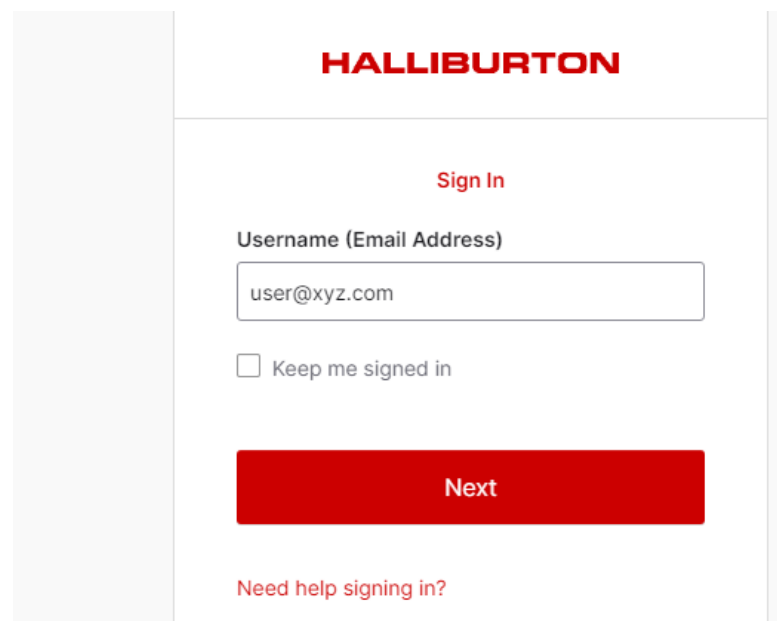 HALLIBURTON
Sign In
Username (Email Address)
user@xyz.com
Keep me signed in
Next
Need help signing in?